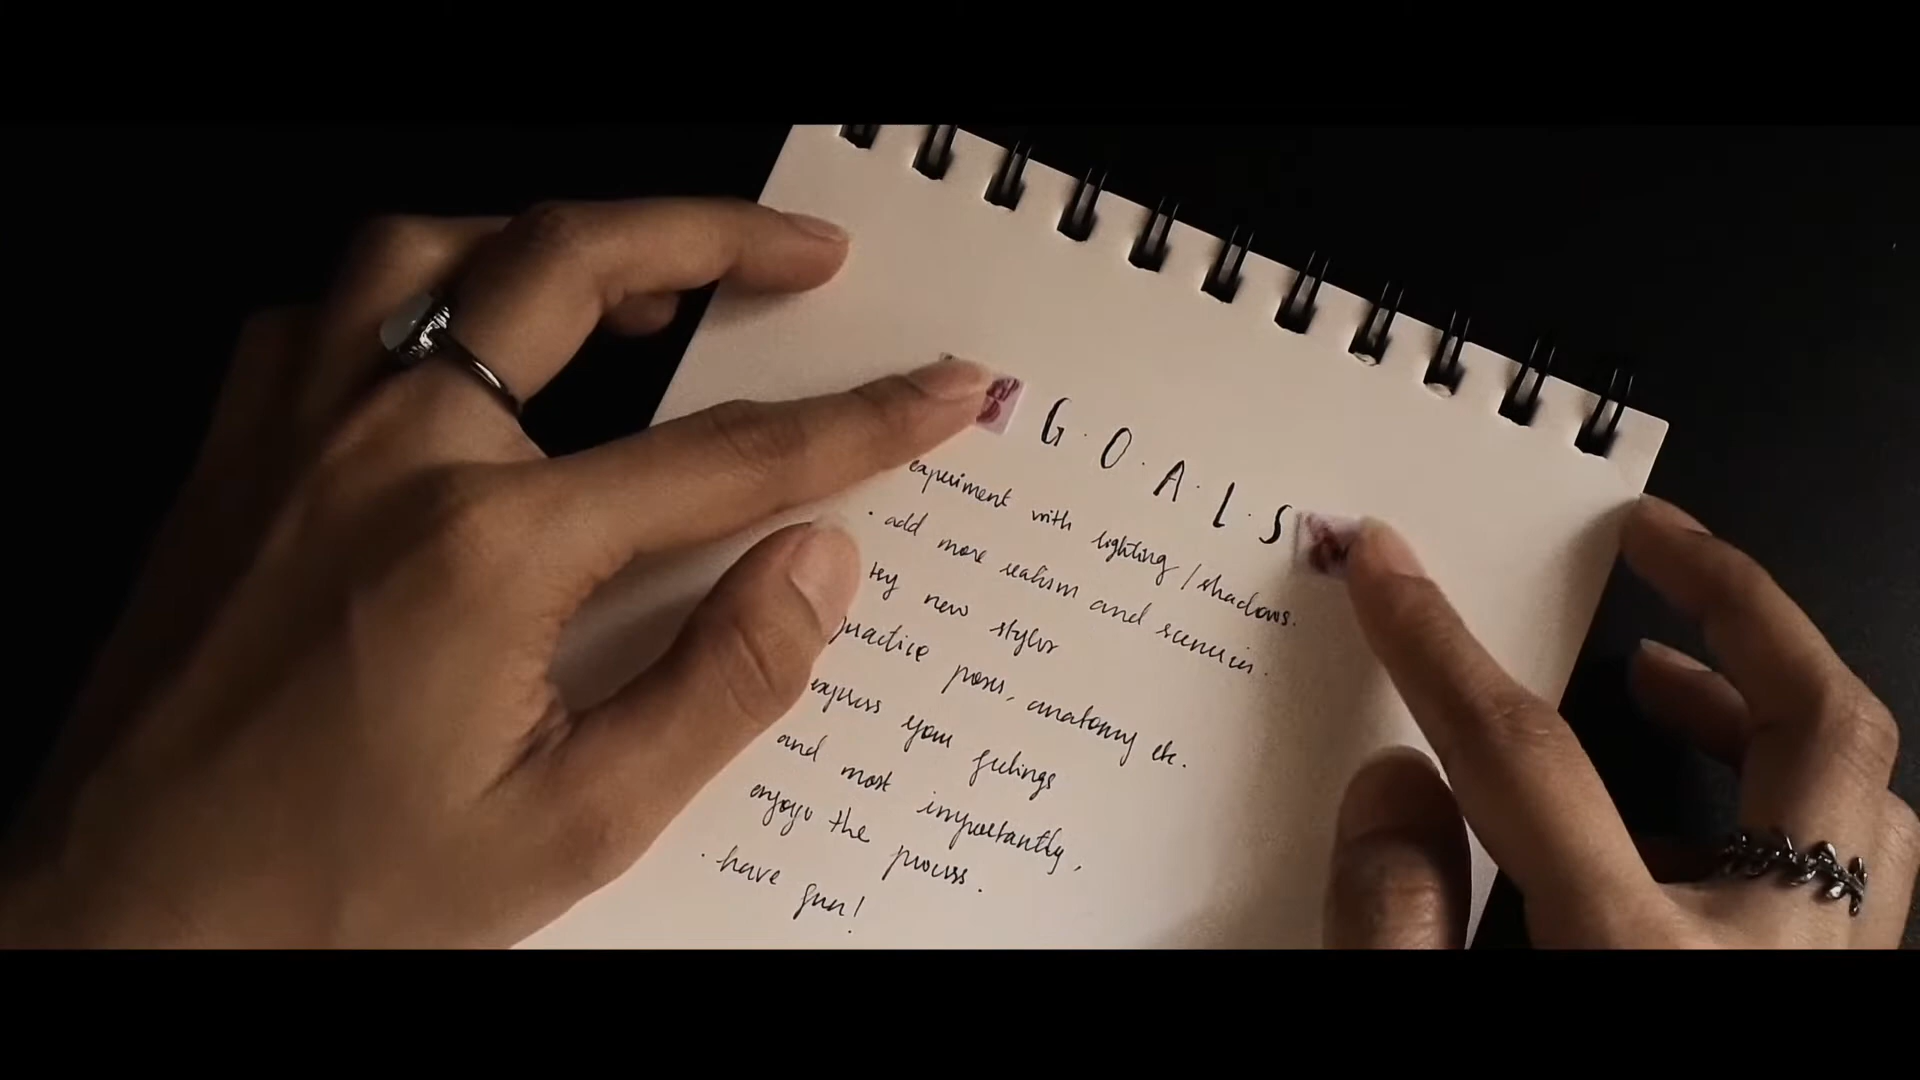 G·O·A·L·S
experiment with lighting / shadows.
· add more realism and sceneries.
try new styles
practice poses, anatomy etc.
express your feelings
and most importantly,
enjoy the process.
· have fun!